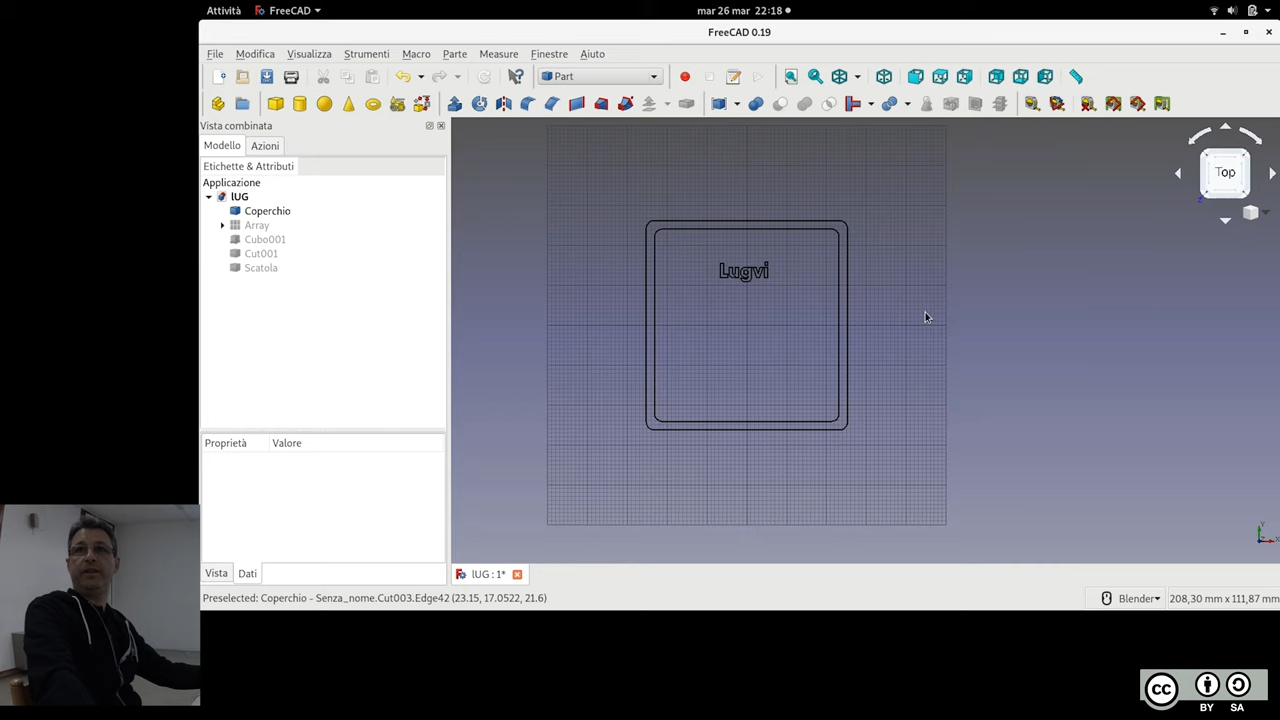 Attività
FreeCAD
mar 26 mar 22:18
FreeCAD 0.19
File Modifica Visualizza Strumenti Macro Parte Measure Finestre Aiuto
Part
Vista combinata
Modello Azioni
Etichette & Attributi
Applicazione
lUG
Coperchio
Array
Cubo001
Cut001
Scatola
Proprietà Valore
Vista Dati
Lugvi
Top
Z
Y
X
lUG : 1*
Preselected: Coperchio - Senza_nome.Cut003.Edge42 (23.15, 17.0522, 21.6)
Blender
208,30 mm x 111,87 mm
CC BY SA